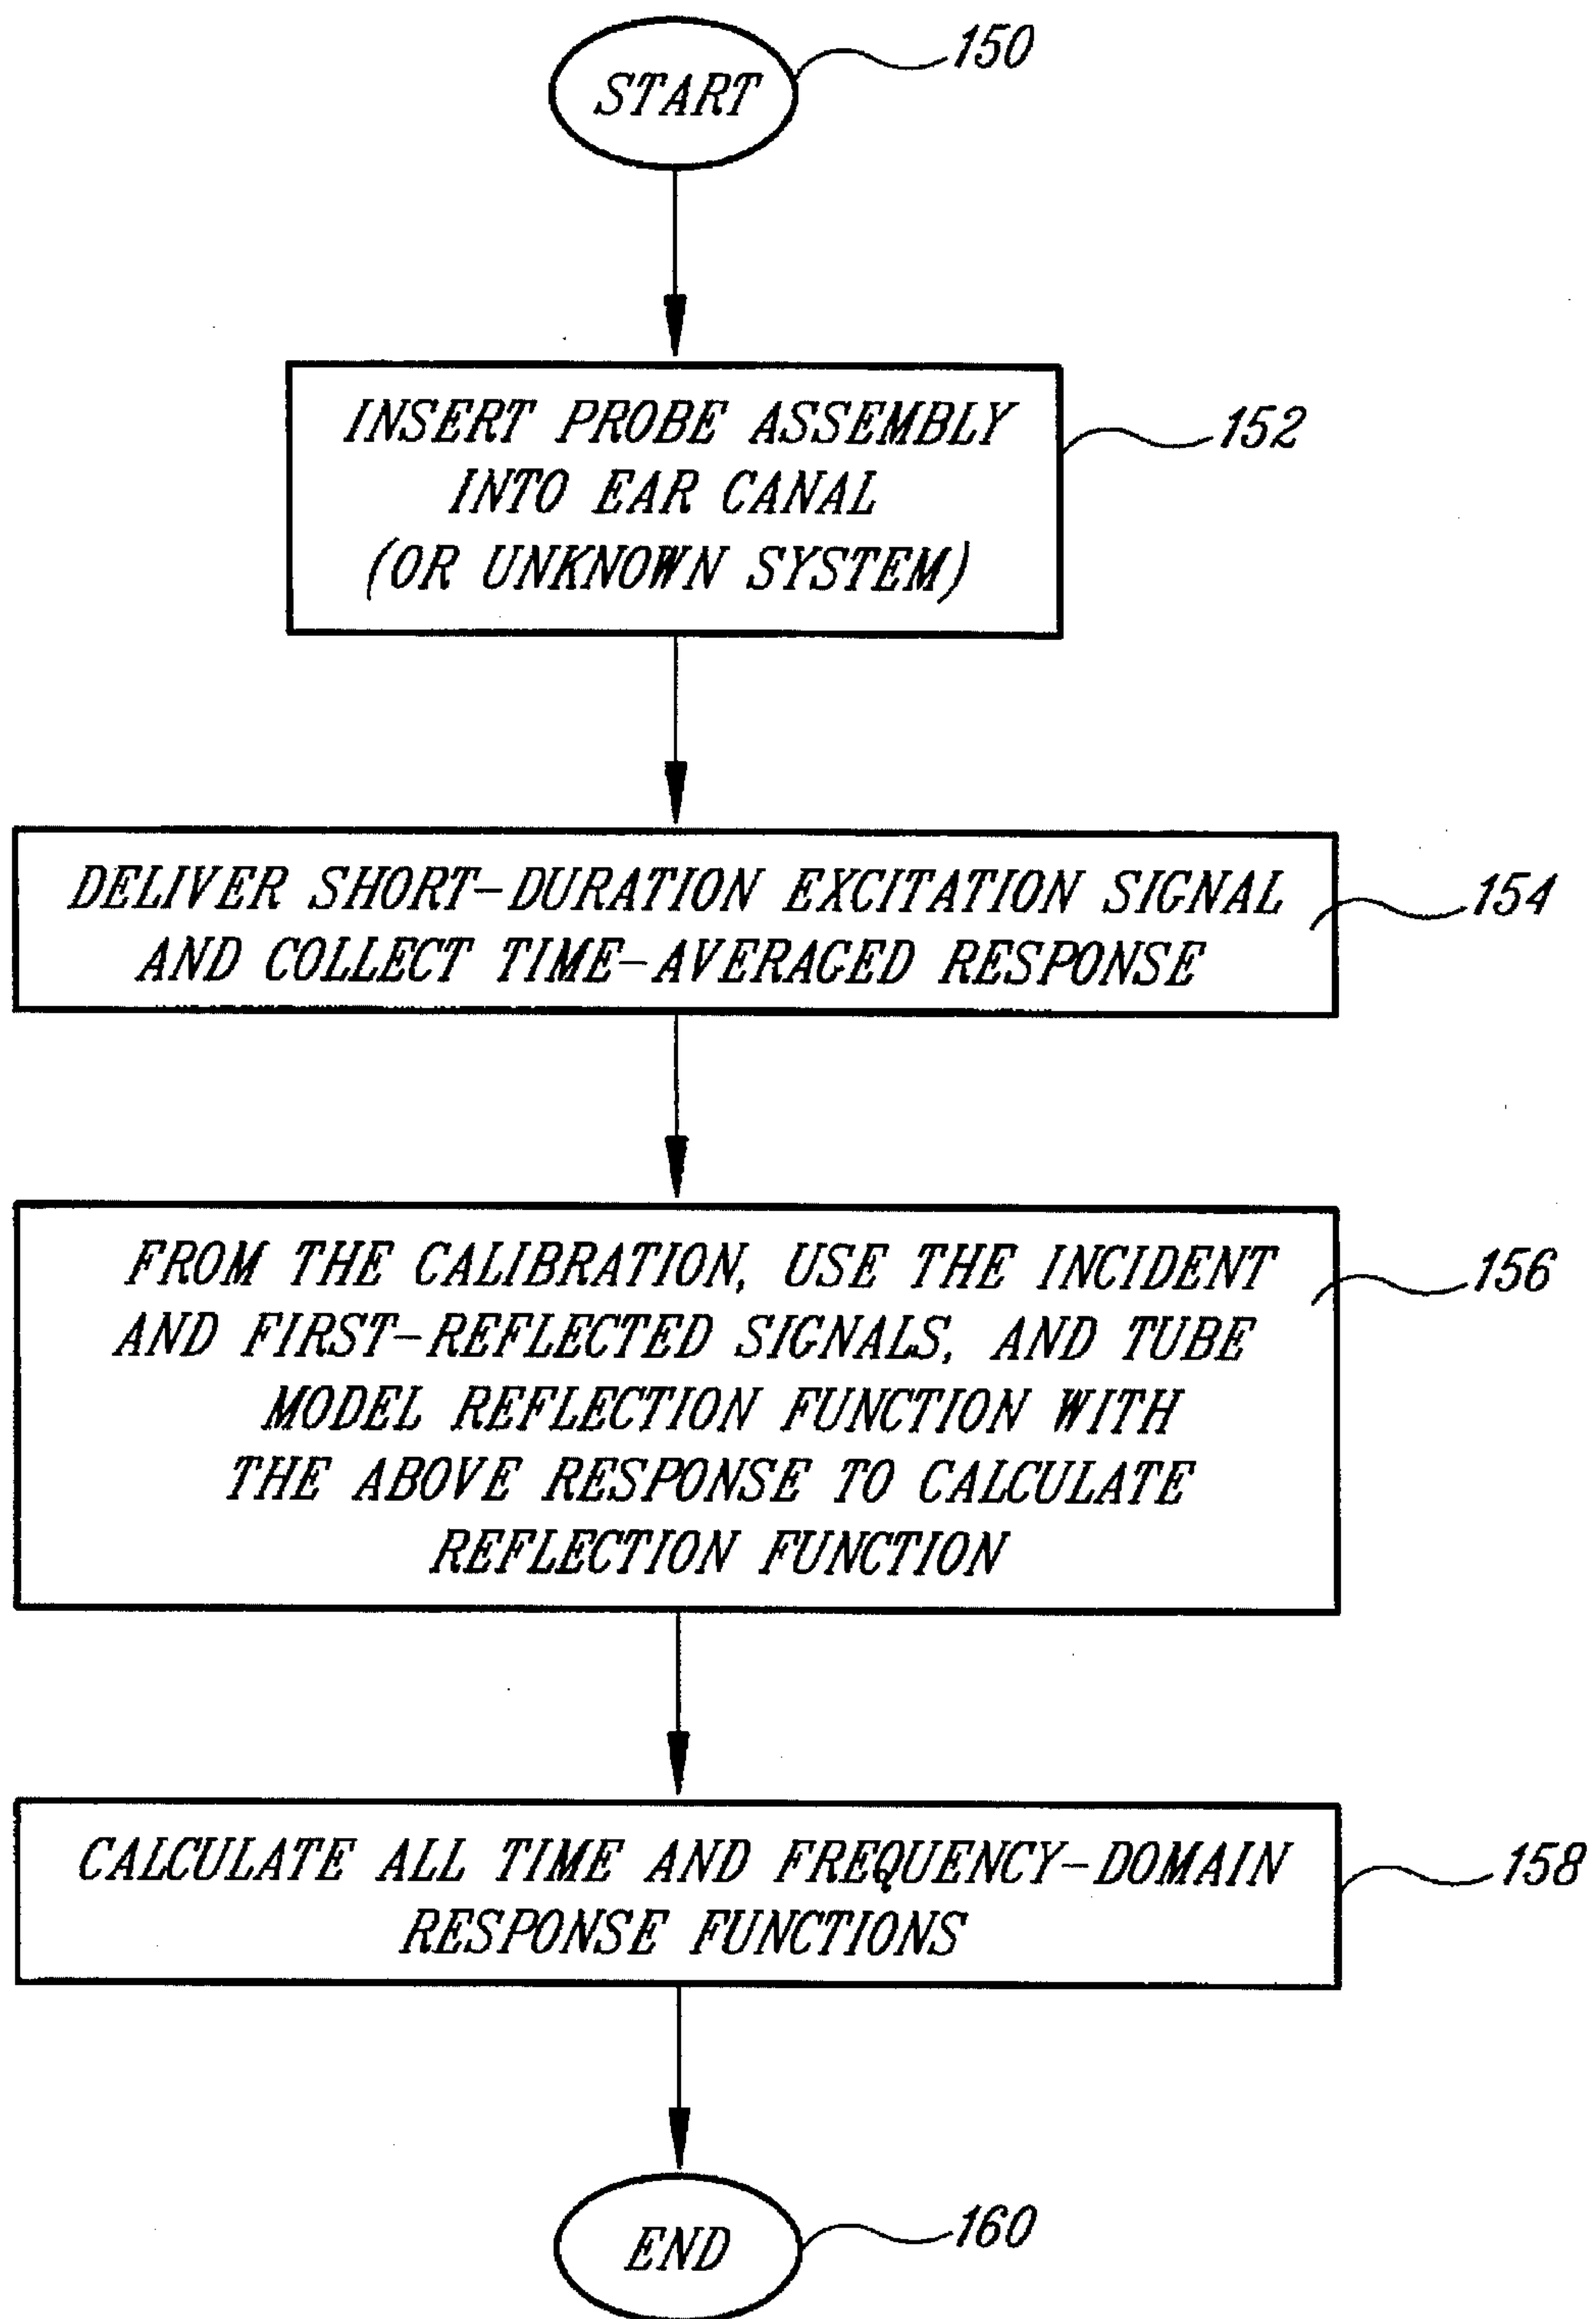 START
150
INSERT PROBE ASSEMBLY
INTO EAR CANAL
(OR UNKNOWN SYSTEM)
152
DELIVER SHORT-DURATION EXCITATION SIGNAL
AND COLLECT TIME-AVERAGED RESPONSE
154
FROM THE CALIBRATION, USE THE INCIDENT
AND FIRST-REFLECTED SIGNALS, AND TUBE
MODEL REFLECTION FUNCTION WITH
THE ABOVE RESPONSE TO CALCULATE
REFLECTION FUNCTION
156
CALCULATE ALL TIME AND FREQUENCY-DOMAIN
RESPONSE FUNCTIONS
158
END
160